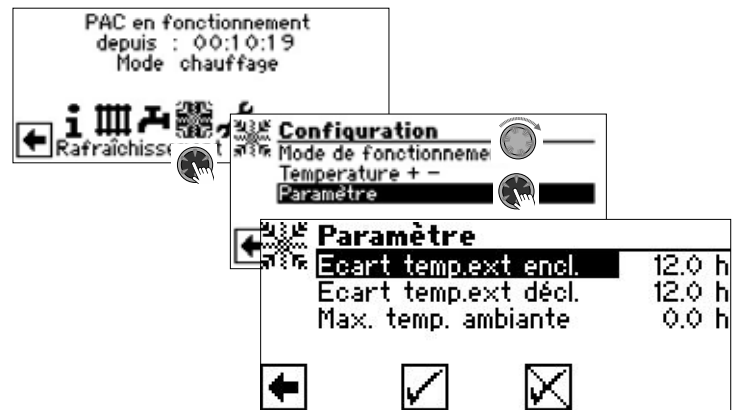 PAC en fonctionnement
depuis : 00:10:19
Mode chauffage
Configuration
Mode de fonctionneme
Temperature + -
Paramètre
Paramètre
Ecart temp.ext encl. 12.0 h
Ecart temp.ext décl. 12.0 h
Max. temp. ambiante 0.0 h